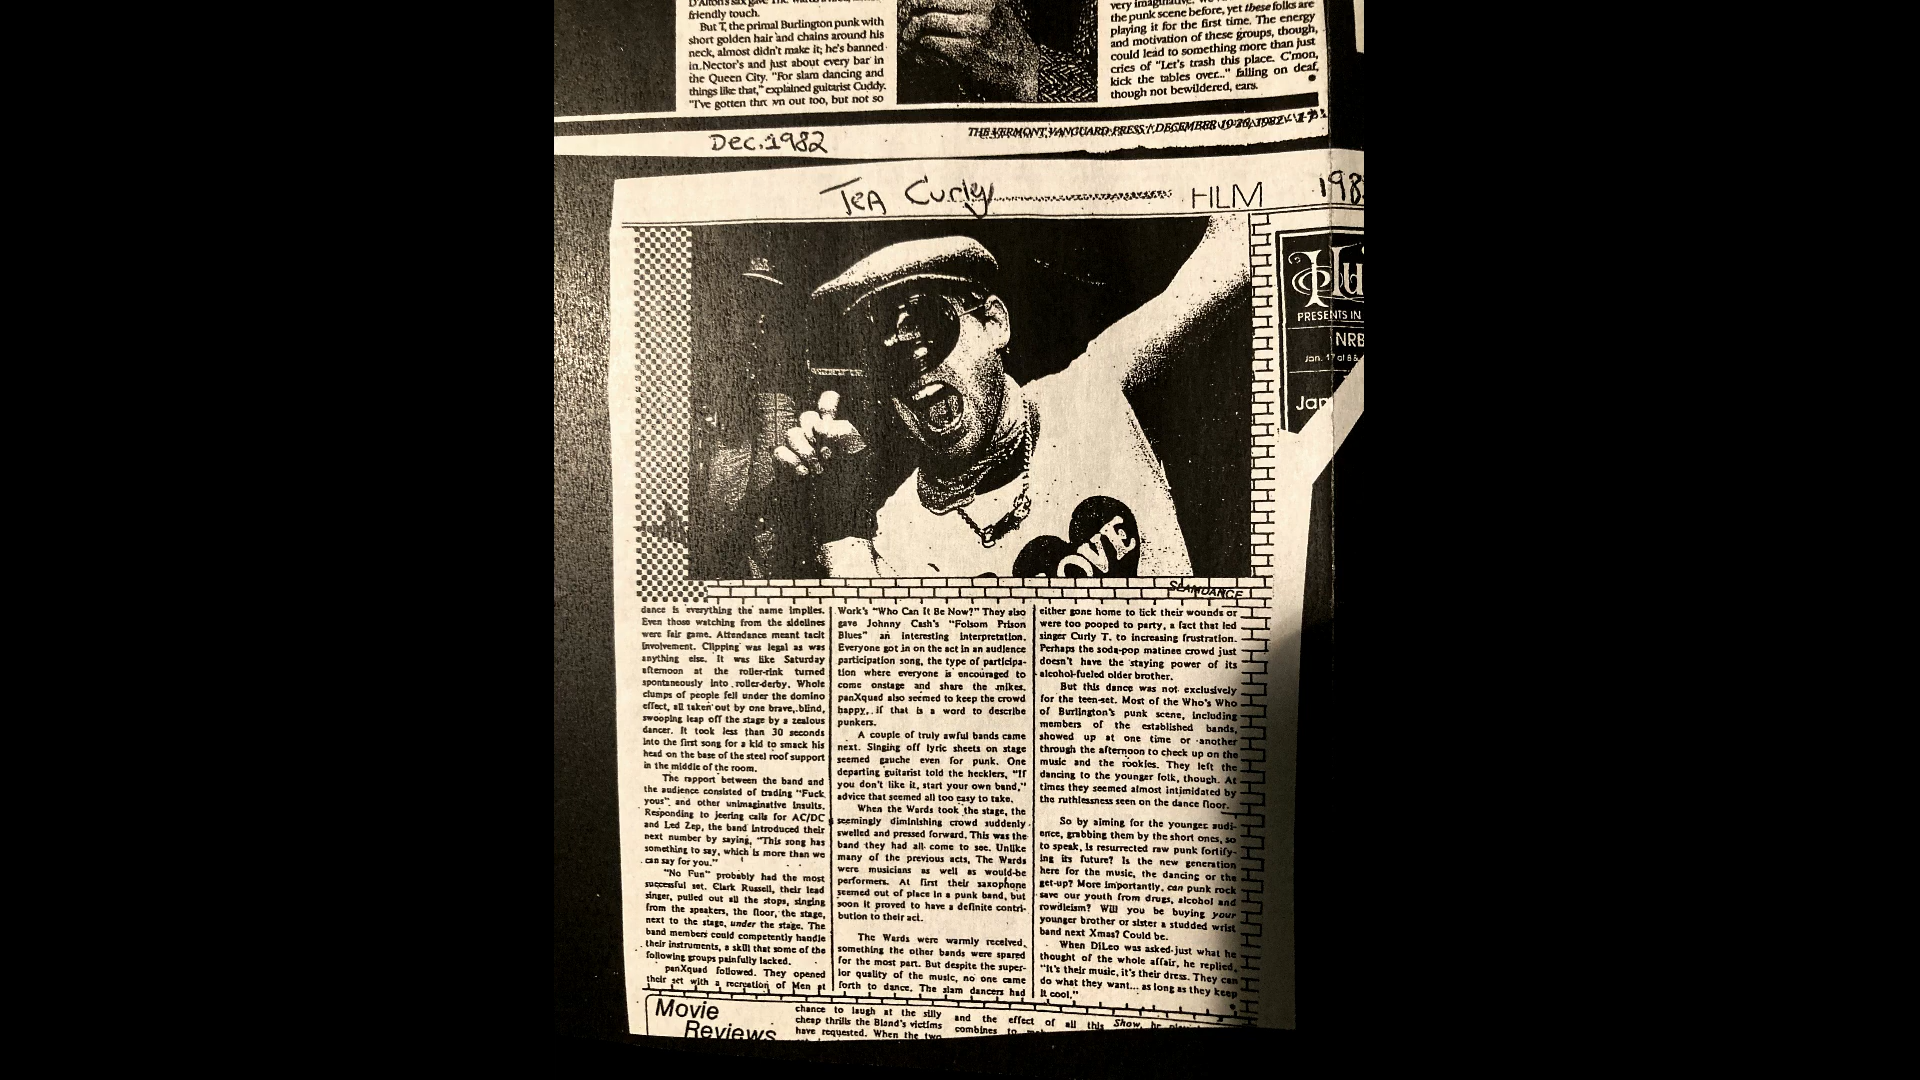 friendly touch.
But T, the primal Burlington punk with
short golden hair and chains around his
neck, almost didn't make it; he's banned
in Nector's and just about every bar in
the Queen City. "For slam dancing and
things like that," explained guitarist Cuddy.
"I've gotten thrown out too, but not so
the punk scene before, yet these folks are
playing it for the first time. The energy
and motivation of these groups, though,
could lead to something more than just
cries of "Let's trash this place. C'mon,
kick the tables over..." falling on deaf,
though not bewildered, ears.
THE VERMONT VANGUARD PRESS / DECEMBER
Dec. 1982
TeA Curly
FILM
198
PRESENTS IN
NRB
Jan. 17 at 8 &
Jan
OVE
SLAMDANCE
dance is everything the name implies.
Even those watching from the sidelines
were fair game. Attendance meant tacit
involvement. Clipping was legal as was
anything else. It was like Saturday
afternoon at the roller-rink turned
spontaneously into roller-derby. Whole
clumps of people fell under the domino
effect, all taken out by one brave, blind,
swooping leap off the stage by a zealous
dancer. It took less than 30 seconds
into the first song for a kid to smack his
head on the base of the steel roof support
in the middle of the room.
The rapport between the band and
the audience consisted of trading "Fuck
yous" and other unimaginative insults.
Responding to jeering calls for AC/DC
and Led Zep, the band introduced their
next number by saying, "This song has
something to say, which is more than we
can say for you."
"No Fun" probably had the most
successful set. Clark Russell, their lead
singer, pulled out all the stops, singing
from the speakers, the floor, the stage,
next to the stage, under the stage. The
band members could competently handle
their instruments, a skill that some of the
following groups painfully lacked.
panXquad followed. They opened
their set with a recreation of Men at
Work's "Who Can It Be Now?" They also
gave Johnny Cash's "Folsom Prison
Blues" an interesting interpretation.
Everyone got in on the act in an audience
participation song, the type of participa-
tion where everyone is encouraged to
come onstage and share the mikes.
panXquad also seemed to keep the crowd
happy, if that is a word to describe
punkers.
A couple of truly awful bands came
next. Singing off lyric sheets on stage
seemed gauche even for punk. One
departing guitarist told the hecklers, "If
you don't like it, start your own band,"
advice that seemed all too easy to take.
When the Wards took the stage, the
seemingly diminishing crowd suddenly
swelled and pressed forward. This was the
band they had all come to see. Unlike
many of the previous acts, The Wards
were musicians as well as would-be
performers. At first their saxophone
seemed out of place in a punk band, but
soon it proved to have a definite contri-
bution to their act.
The Wards were warmly received,
something the other bands were spared
for the most part. But despite the super-
ior quality of the music, no one came
forth to dance. The slam dancers had
either gone home to lick their wounds or
were too pooped to party, a fact that led
singer Curly T. to increasing frustration.
Perhaps the soda-pop matinee crowd just
doesn't have the staying power of its
alcohol-fueled older brother.
But this dance was not exclusively
for the teen-set. Most of the Who's Who
of Burlington's punk scene, including
members of the established bands,
showed up at one time or another
through the afternoon to check up on the
music and the rookies. They left the
dancing to the younger folk, though. At
times they seemed almost intimidated by
the ruthlessness seen on the dance floor.
So by aiming for the younger audi-
ence, grabbing them by the short ones, so
to speak, is resurrected raw punk fortify-
ing its future? Is the new generation
here for the music, the dancing or the
get-up? More importantly, can punk rock
save our youth from drugs, alcohol and
rowdieism? Will you be buying your
younger brother or sister a studded wrist
band next Xmas? Could be.
When DiLeo was asked just what he
thought of the whole affair, he replied,
"It's their music, it's their dress. They can
do what they want... as long as they keep
it cool."
Movie
Reviews
chance to laugh at the silly
cheap thrills the Bland's victims
have requested. When the two
and the effect of all this Show, he
combines to